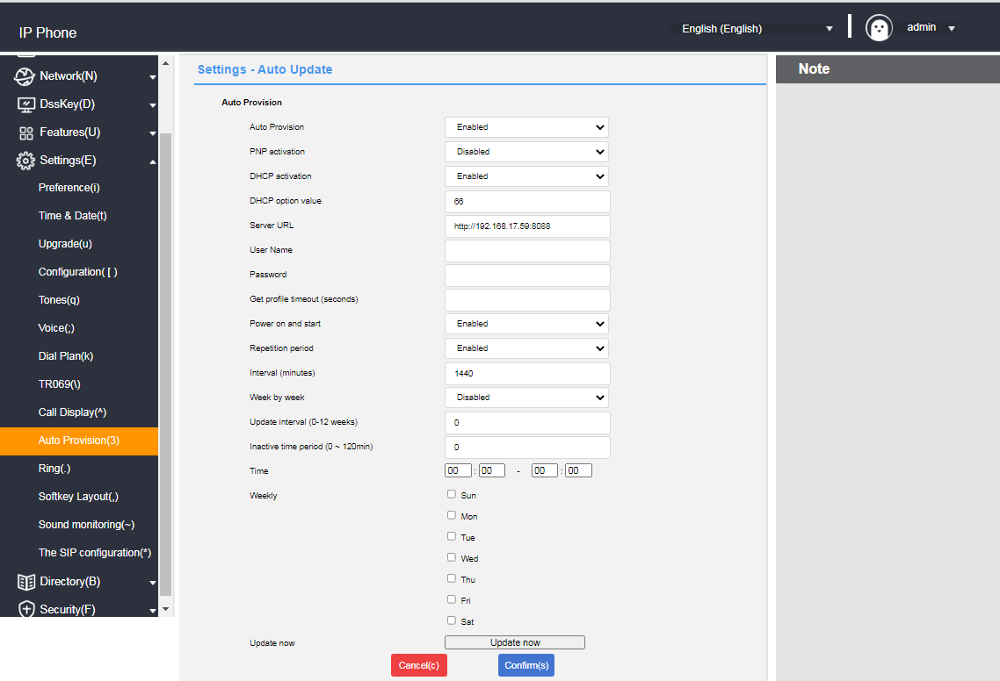 IP Phone
English (English)
admin
Network(N)
DssKey(D)
Features(U)
Settings(E)
Preference(i)
Time & Date(t)
Upgrade(u)
Configuration( [ )
Tones(q)
Voice(;)
Dial Plan(k)
TR069(\)
Call Display(^)
Auto Provision(3)
Ring(.)
Softkey Layout(,)
Sound monitoring(~)
The SIP configuration(*)
Directory(B)
Security(F)
Settings - Auto Update
Auto Provision
Auto Provision Enabled
PNP activation Disabled
DHCP activation Enabled
DHCP option value 66
Server URL http://192.168.17.59:8088
User Name
Password
Get profile timeout (seconds)
Power on and start Enabled
Repetition period Enabled
Interval (minutes) 1440
Week by week Disabled
Update interval (0-12 weeks) 0
Inactive time period (0 ~ 120min) 0
Time 00 : 00 - 00 : 00
Weekly Sun
Mon
Tue
Wed
Thu
Fri
Sat
Update now Update now
Cancel(c) Confirm(s)
Note